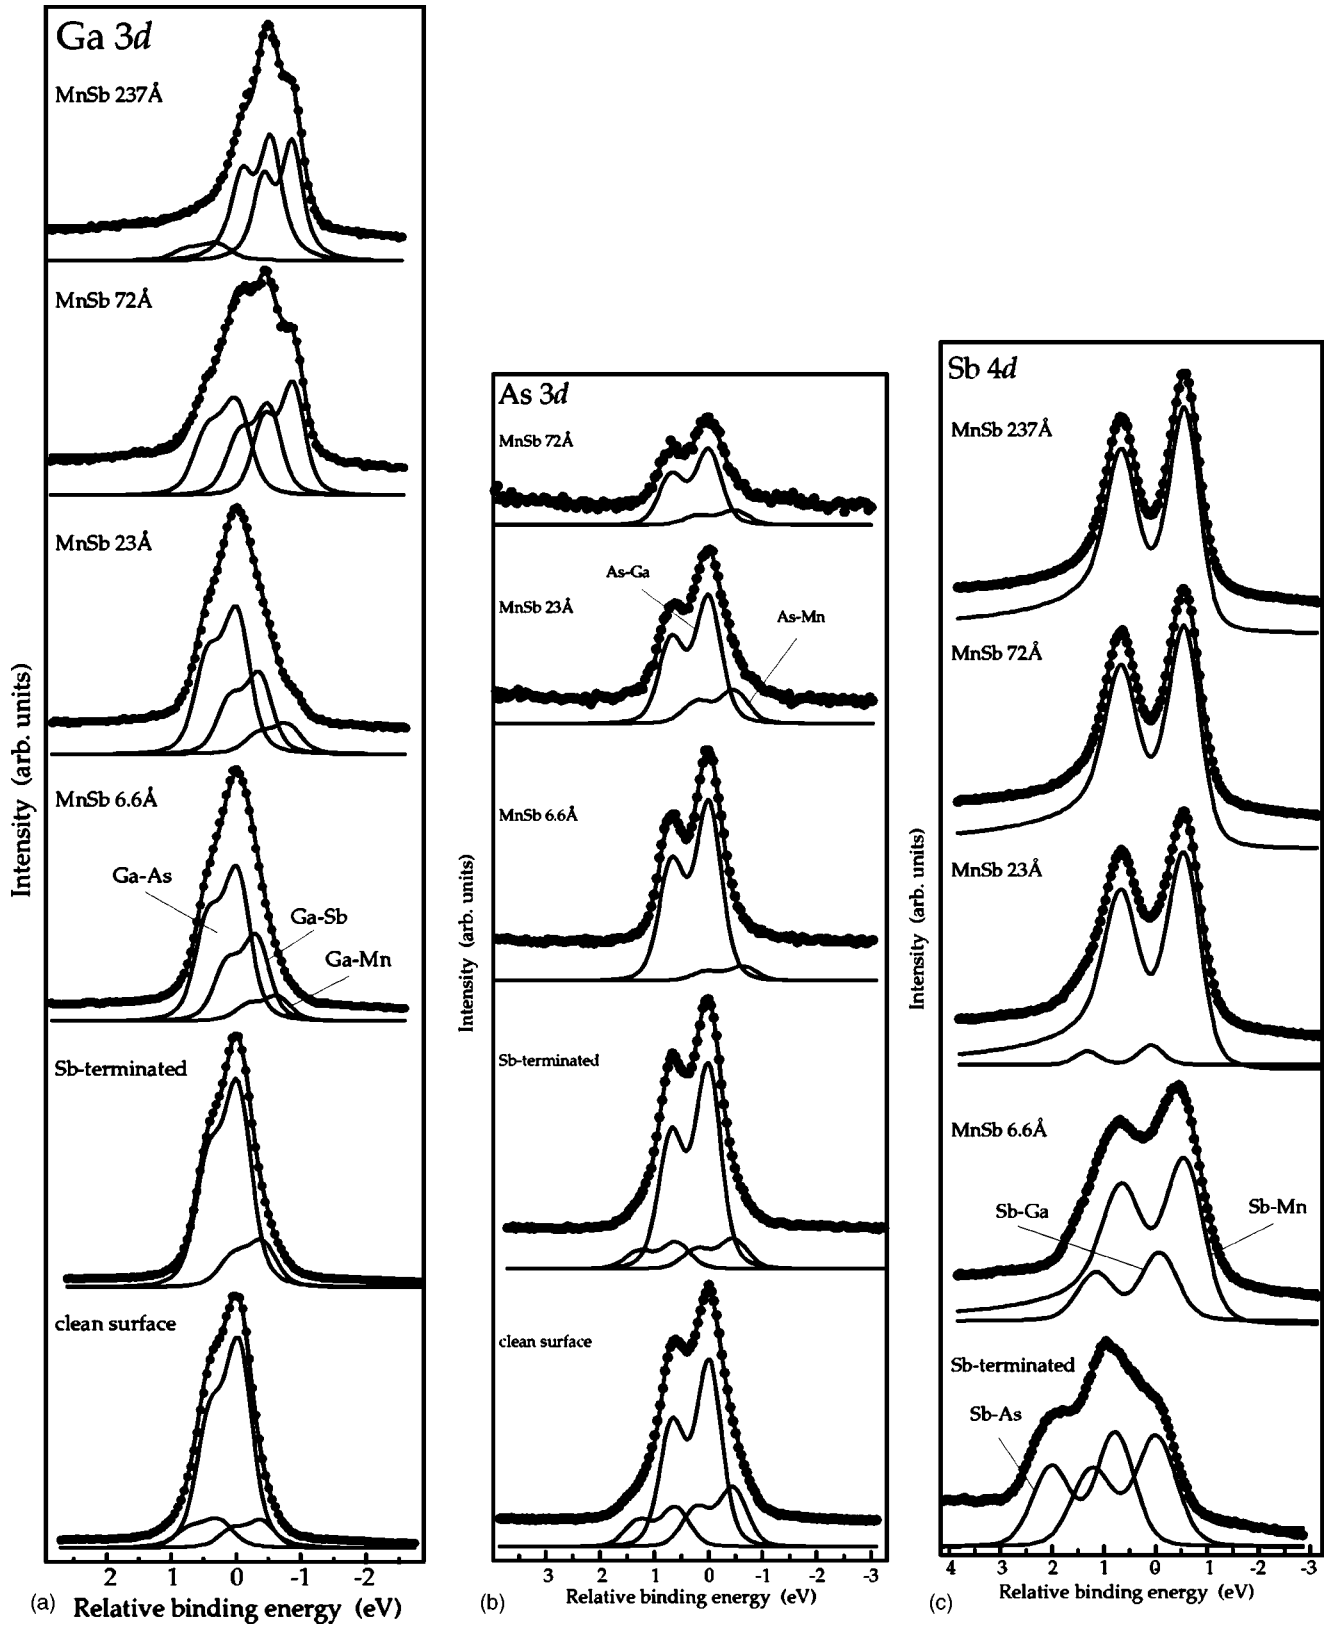 Ga 3d
MnSb 237Å
MnSb 72Å
MnSb 23Å
MnSb 6.6Å
Ga-As
Ga-Sb
Ga-Mn
Sb-terminated
clean surface
Intensity (arb. units)
2 1 0 -1 -2
(a) Relative binding energy (eV)
As 3d
MnSb 72Å
As-Ga
MnSb 23Å
As-Mn
MnSb 6.6Å
Sb-terminated
clean surface
Intensity (arb. units)
3 2 1 0 -1 -2 -3
(b) Relative binding energy (eV)
Sb 4d
MnSb 237Å
MnSb 72Å
MnSb 23Å
MnSb 6.6Å
Sb-Ga
Sb-Mn
Sb-terminated
Sb-As
Intensity (arb. units)
4 3 2 1 0 1 -2 -3
(c) Relative binding energy (eV)